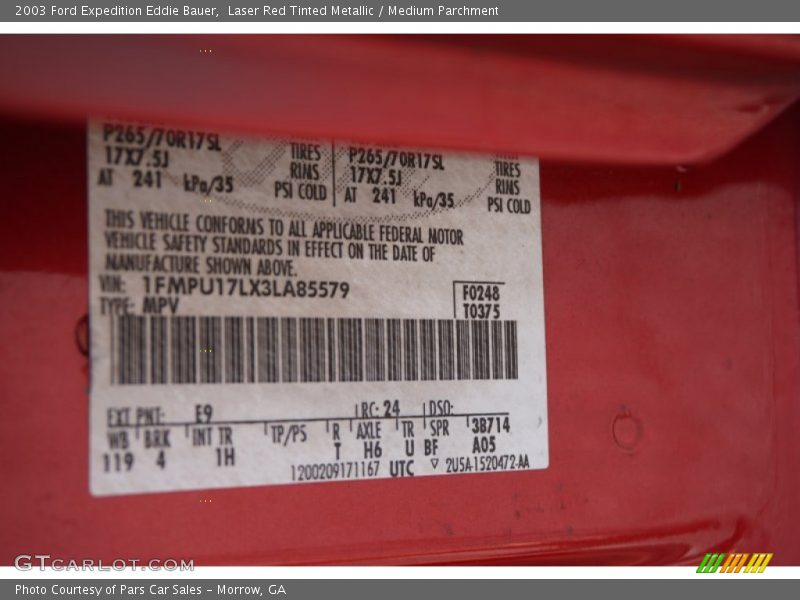 2003 Ford Expedition Eddie Bauer,  Laser Red Tinted Metallic / Medium Parchment
P265/70R17SL TIRES P265/70R17SL TIRES
17X7.5J RINS 17X7.5J RINS
AT 241 kPa/35 PSI COLD AT 241 kPa/35 PSI COLD
THIS VEHICLE CONFORMS TO ALL APPLICABLE FEDERAL MOTOR
VEHICLE SAFETY STANDARDS IN EFFECT ON THE DATE OF
MANUFACTURE SHOWN ABOVE.
VIN: 1FMPU17LX3LA85579
TYPE: MPV
F0248
T0375
EXT PNT: E9 RC: 24 DSO:
WB BRK INT TR TP/PS R AXLE TR SPR 38714
119 4 1H T H6 U BF A05
1200209171167 UTC ▽ 2U5A-1520472-AA
GTCARLOT.COM
Photo Courtesy of Pars Car Sales - Morrow, GA